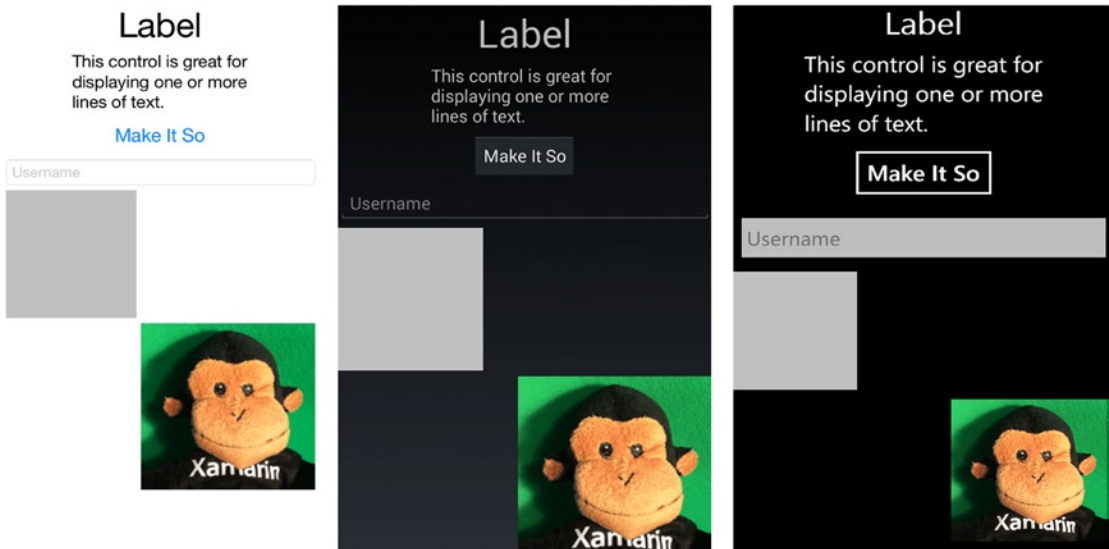 Label
This control is great for
displaying one or more
lines of text.
Make It So
Username
Xamarin
Label
This control is great for
displaying one or more
lines of text.
Make It So
Username
Xamarin
Label
This control is great for
displaying one or more
lines of text.
Make It So
Username
Xamarin